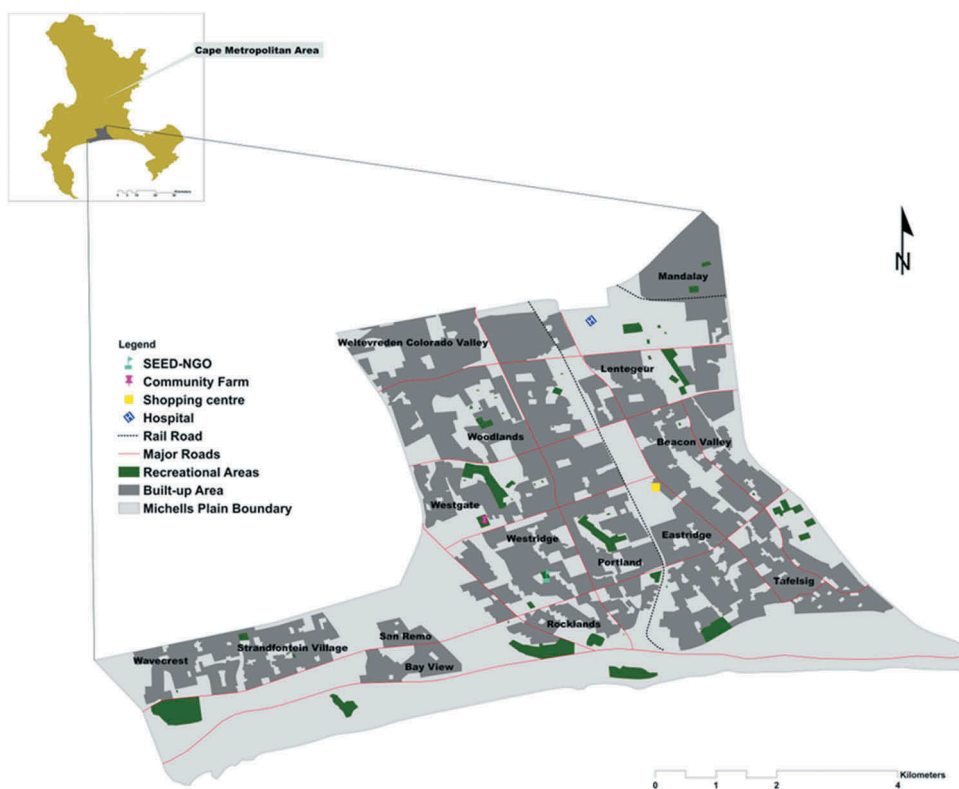 Cape Metropolitan Area
Kilometers
N
Mandalay
Weltevreden Colorado Valley
Lentegeur
Woodlands
Beacon Valley
Westgate
Westridge
Eastridge
Portland
Tafelsig
Rocklands
San Remo
Strandfontein Village
Wavecrest
Bay View
Legend
SEED-NGO
Community Farm
Shopping centre
H Hospital
Rail Road
Major Roads
Recreational Areas
Built-up Area
Michells Plain Boundary
H
Kilometers
0 1 2 4